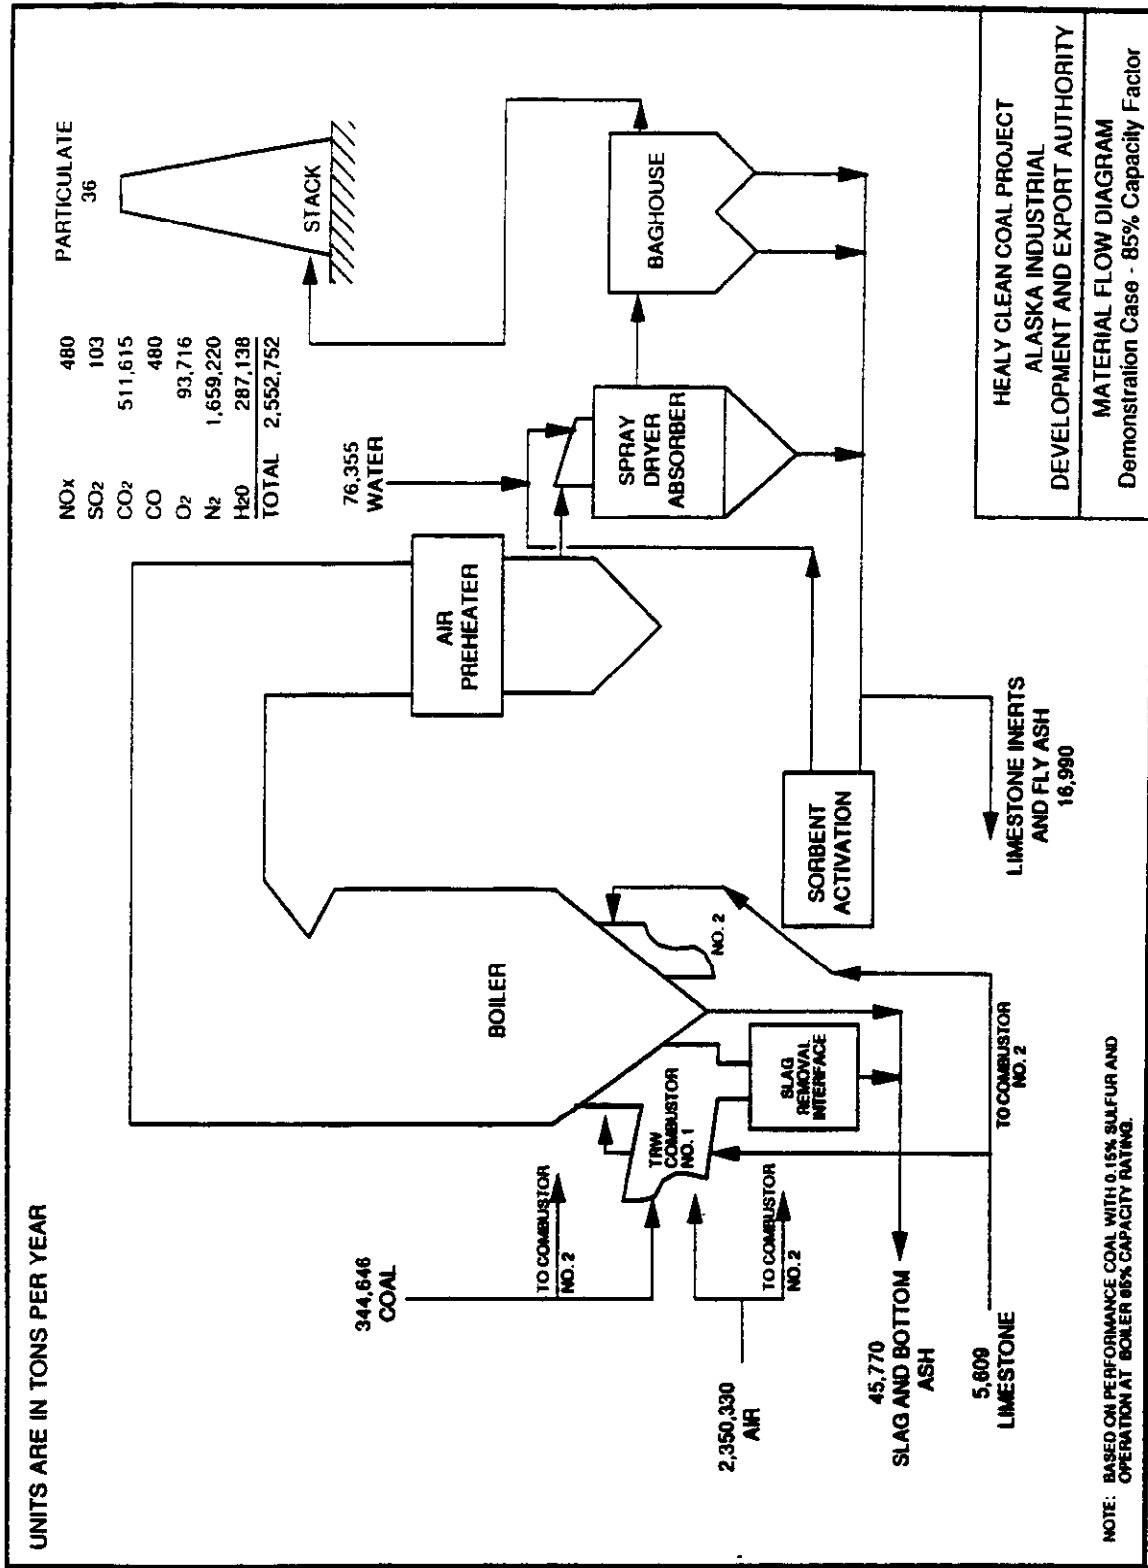 UNITS ARE IN TONS PER YEAR
NOx 480
SO2 103
CO2 511,615
CO 480
O2 93,716
N2 1,659,220
H20 287,138
TOTAL 2,552,752
PARTICULATE
36
STACK
76,355
WATER
344,646
COAL
TO COMBUSTOR
NO. 2
2,350,330
AIR
TO COMBUSTOR
NO. 2
TRW
COMBUSTOR
NO. 1
BOILER
NO. 2
AIR
PREHEATER
SPRAY
DRYER
ABSORBER
BAGHOUSE
SLAG
REMOVAL
INTERFACE
SORBENT
ACTIVATION
45,770
SLAG AND BOTTOM
ASH
5,609
LIMESTONE
TO COMBUSTOR
NO. 2
LIMESTONE INERTS
AND FLY ASH
16,990
NOTE: BASED ON PERFORMANCE COAL WITH 0.15% SULFUR AND
OPERATION AT BOILER 85% CAPACITY RATING.
HEALY CLEAN COAL PROJECT
ALASKA INDUSTRIAL
DEVELOPMENT AND EXPORT AUTHORITY
MATERIAL FLOW DIAGRAM
Demonstration Case - 85% Capacity Factor